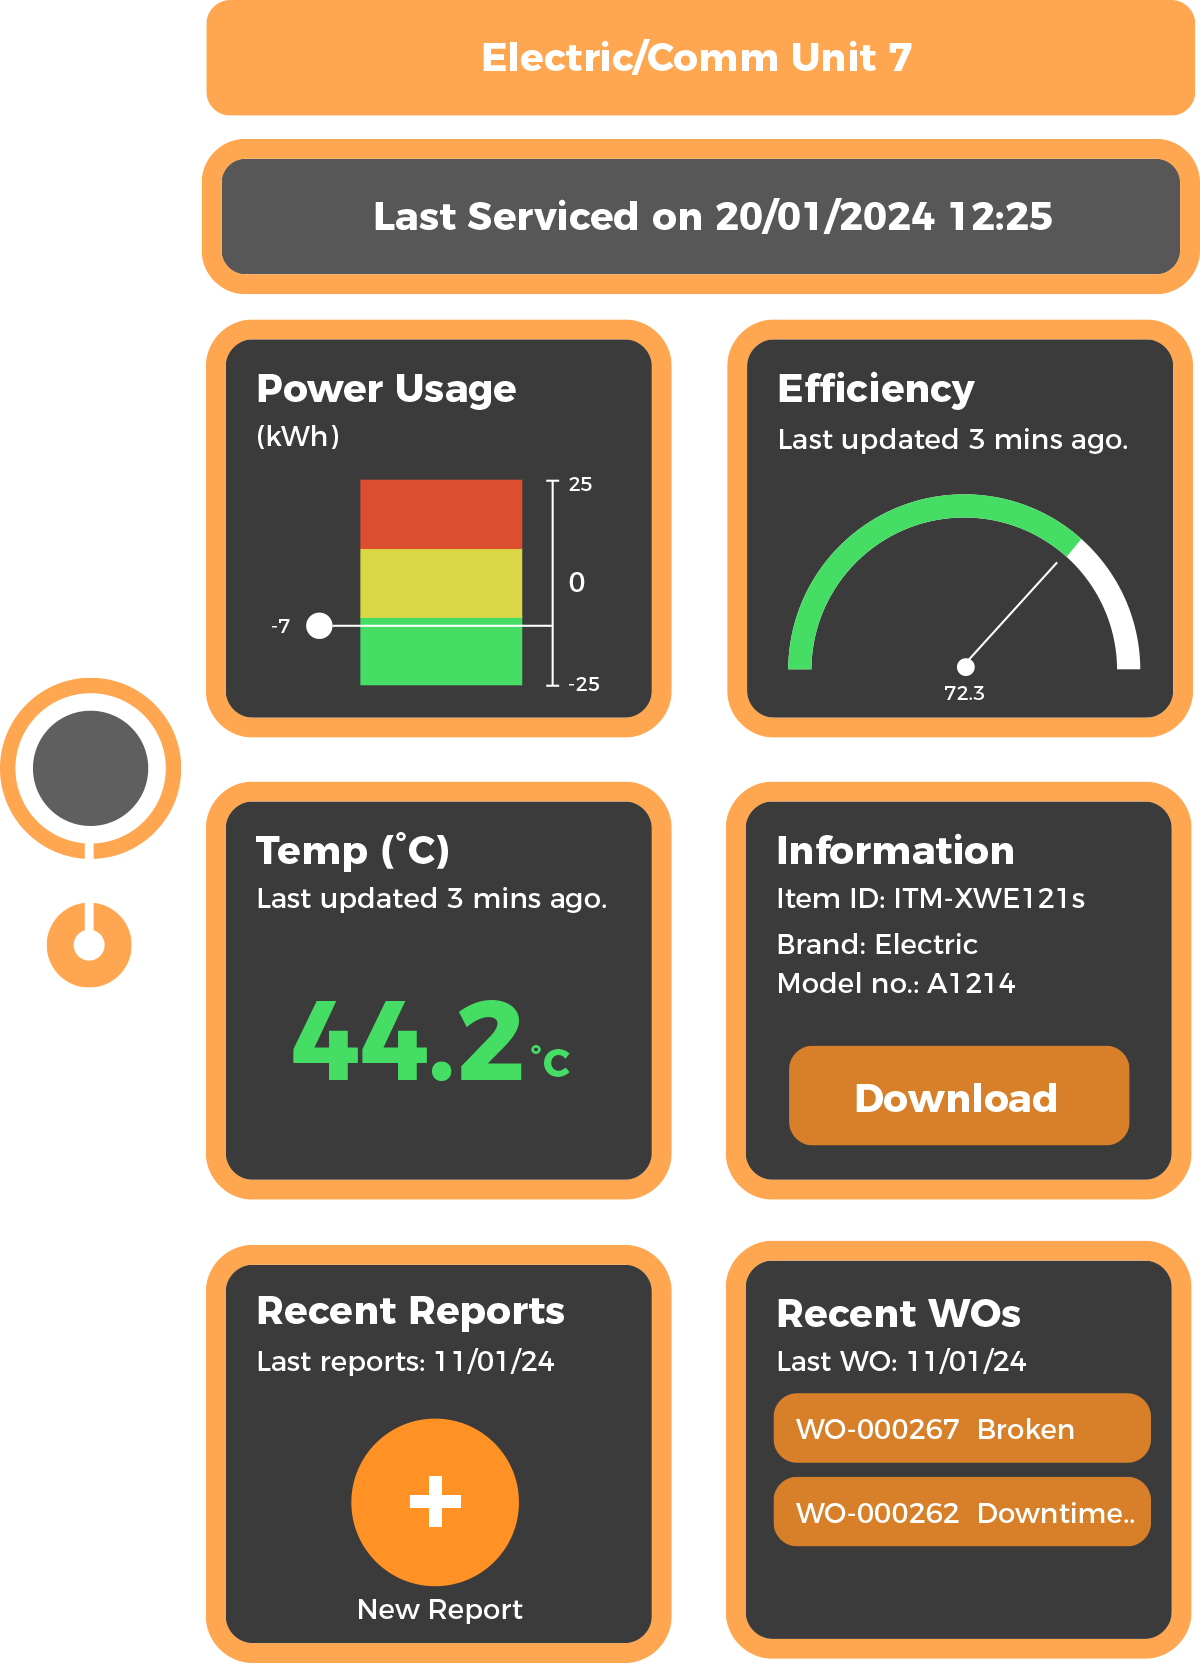 Electric/Comm Unit 7
Last Serviced on 20/01/2024 12:25
Power Usage
(kWh)
25
0
-7
-25
Efficiency
Last updated 3 mins ago.
72.3
Temp (˚C)
Last updated 3 mins ago.
44.2 ˚C
Information
Item ID: ITM-XWE121s
Brand: Electric
Model no.: A1214
Download
Recent Reports
Last reports: 11/01/24
New Report
Recent WOs
Last WO: 11/01/24
WO-000267 Broken
WO-000262 Downtime..